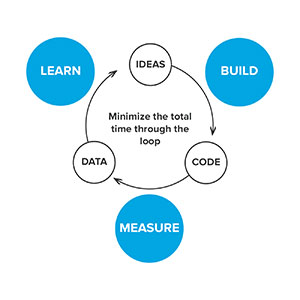 IDEAS
LEARN
BUILD
Minimize the total
time through the
loop
DATA
CODE
MEASURE